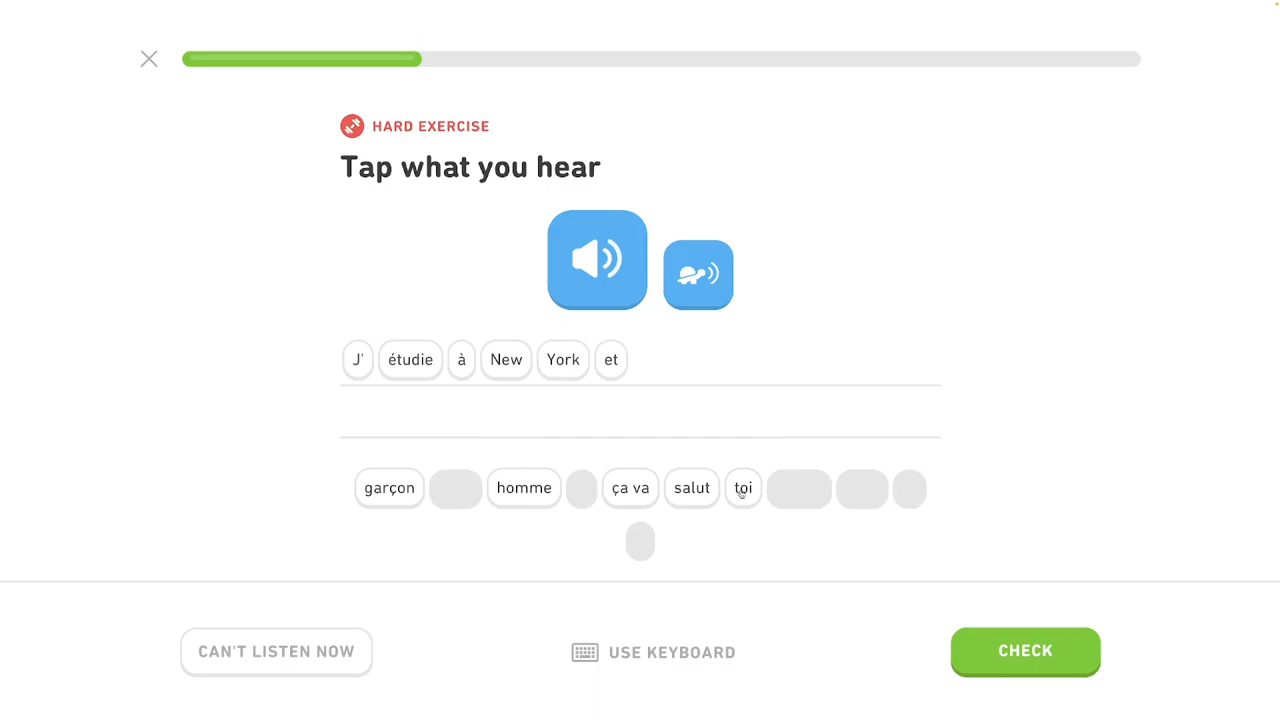 HARD EXERCISE
Tap what you hear
J' étudie à New York et
garçon homme ça va salut toi
CAN'T LISTEN NOW USE KEYBOARD CHECK